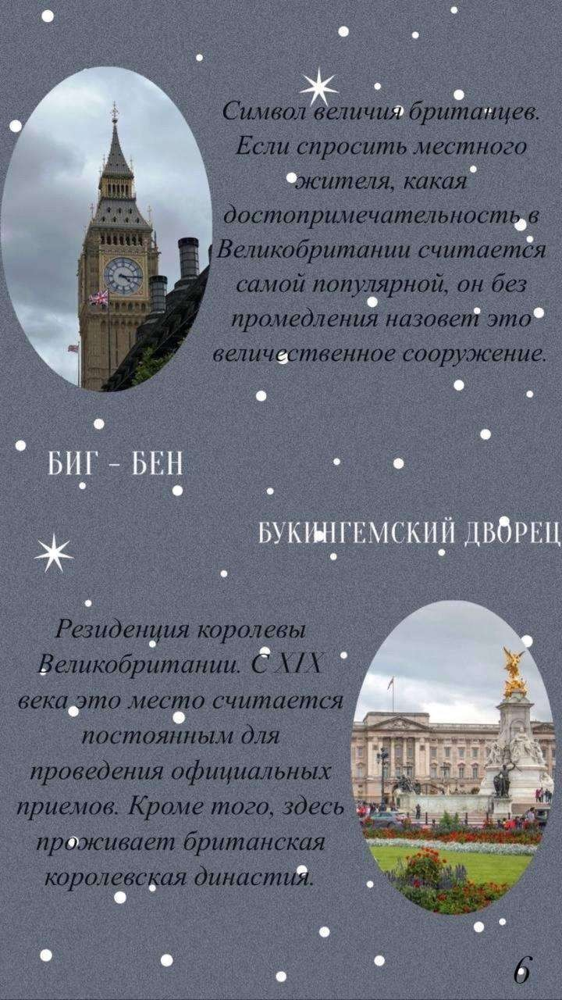 Символ величия британцев.
Если спросить местного
жителя, какая
достопримечательность в
Великобритании считается
самой популярной, он без
промедления назовет это
величественное сооружение.
БИГ – БЕН
БУКИНГЕМСКИЙ ДВОРЕЦ
Резиденция королевы
Великобритании. С XIX
века это место считается
постоянным для
проведения официальных
приемов. Кроме того, здесь
проживает британская
королевская династия.
6